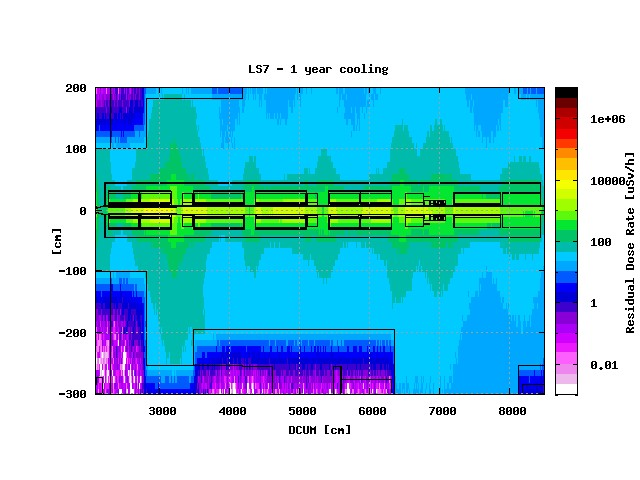 LS7 - 1 year cooling
200
100
0
-100
-200
-300
[cm]
3000 4000 5000 6000 7000 8000
DCUM [cm]
1e+06
10000
100
1
0.01
Residual Dose Rate [uSv/h]